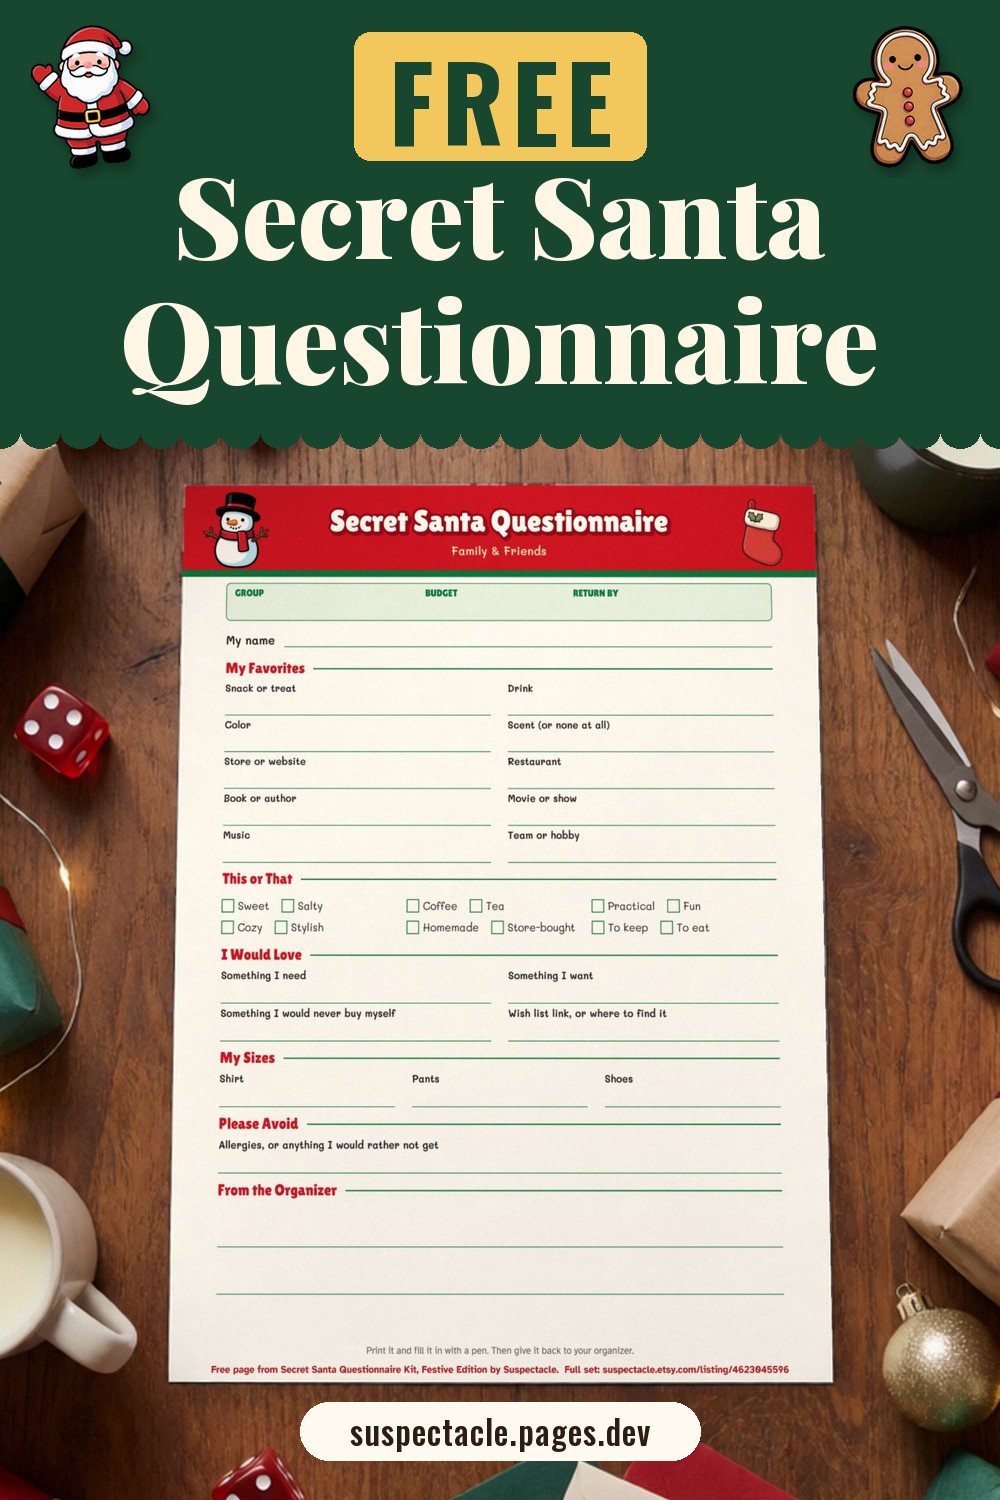 FREE
Secret Santa
Questionnaire
Secret Santa Questionnaire
Family & Friends
GROUP BUDGET RETURN BY
My name
My Favorites
Snack or treat Drink
Color Scent (or none at all)
Store or website Restaurant
Book or author Movie or show
Music Team or hobby
This or That
Sweet Salty Coffee Tea Practical Fun
Cozy Stylish Homemade Store-bought To keep To eat
I Would Love
Something I need Something I want
Something I would never buy myself Wish list link, or where to find it
My Sizes
Shirt Pants Shoes
Please Avoid
Allergies, or anything I would rather not get
From the Organizer
Print it and fill it in with a pen. Then give it back to your organizer.
Free page from Secret Santa Questionnaire Kit, Festive Edition by Suspectacle. Full set: suspectacle.etsy.com/listing/4623045596
suspectacle.pages.dev